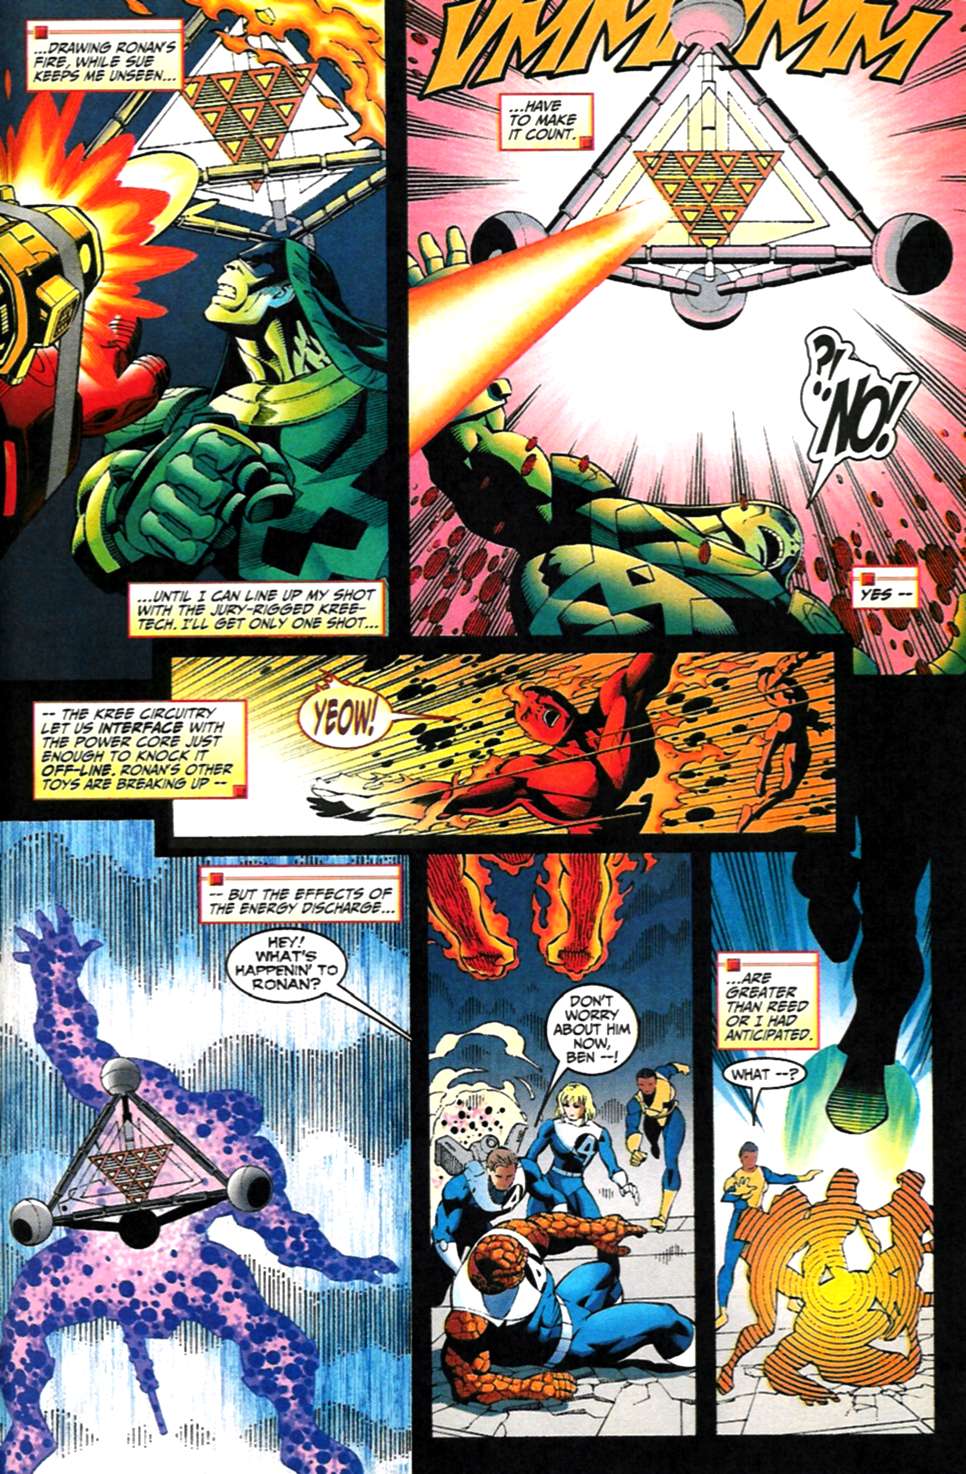 ...DRAWING RONAN'S
FIRE, WHILE SUE
KEEPS ME UNSEEN...
...UNTIL I CAN LINE UP MY SHOT
WITH THE JURY-RIGGED KREE-
TECH. I'LL GET ONLY ONE SHOT...
...HAVE
TO MAKE
IT COUNT.
?!
NO!
YES --
-- THE KREE CIRCUITRY
LET US INTERFACE WITH
THE POWER CORE JUST
ENOUGH TO KNOCK IT
OFF-LINE. RONAN'S OTHER
TOYS ARE BREAKING UP --
YEOW!
-- BUT THE EFFECTS OF
THE ENERGY DISCHARGE...
HEY!
WHAT'S
HAPPENIN' TO
RONAN?
DON'T
WORRY
ABOUT HIM
NOW,
BEN --!
...ARE
GREATER
THAN REED
OR I HAD
ANTICIPATED.
WHAT --?